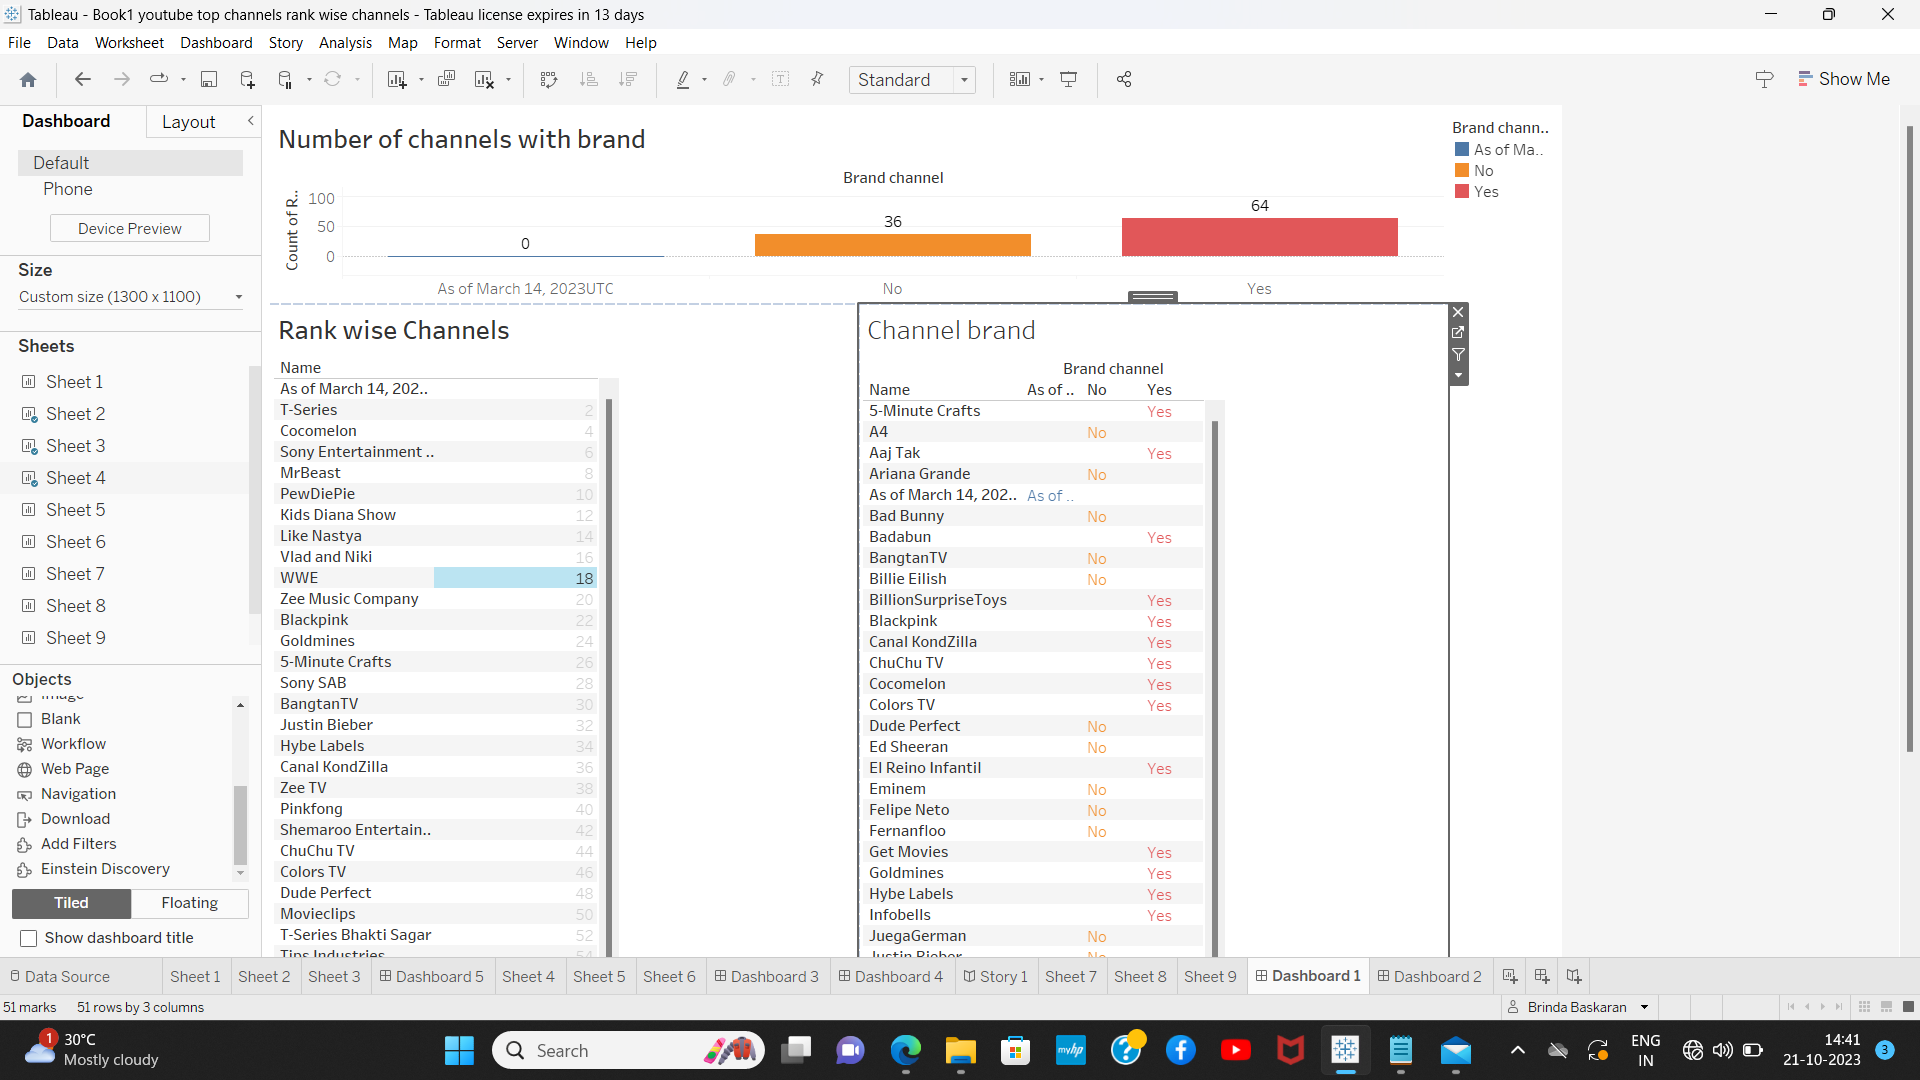 Tableau - Book1 youtube top channels rank wise channels - Tableau license expires in 13 days
File Data Worksheet Dashboard Story Analysis Map Format Server Window Help
Standard
Show Me
Dashboard Layout
Default
Phone
Device Preview
Size
Custom size (1300 x 1100)
Sheets
Sheet 1
Sheet 2
Sheet 3
Sheet 4
Sheet 5
Sheet 6
Sheet 7
Sheet 8
Sheet 9
Objects
Image
Blank
Workflow
Web Page
Navigation
Download
Add Filters
Einstein Discovery
Tiled Floating
Show dashboard title
Number of channels with brand
Brand channel
Count of R..
100
50
0
0
36
64
As of March 14, 2023UTC No Yes
Brand chann..
As of Ma..
No
Yes
Rank wise Channels
Name
As of March 14, 202..
T-Series 2
Cocomelon 4
Sony Entertainment .. 6
MrBeast 8
PewDiePie 10
Kids Diana Show 12
Like Nastya 14
Vlad and Niki 16
WWE 18
Zee Music Company 20
Blackpink 22
Goldmines 24
5-Minute Crafts 26
Sony SAB 28
BangtanTV 30
Justin Bieber 32
Hybe Labels 34
Canal KondZilla 36
Zee TV 38
Pinkfong 40
Shemaroo Entertain.. 42
ChuChu TV 44
Colors TV 46
Dude Perfect 48
Movieclips 50
T-Series Bhakti Sagar 52
Tips Industries 54
Channel brand
Brand channel
Name As of .. No Yes
5-Minute Crafts Yes
A4 No
Aaj Tak Yes
Ariana Grande No
As of March 14, 202.. As of ..
Bad Bunny No
Badabun Yes
BangtanTV No
Billie Eilish No
BillionSurpriseToys Yes
Blackpink Yes
Canal KondZilla Yes
ChuChu TV Yes
Cocomelon Yes
Colors TV Yes
Dude Perfect No
Ed Sheeran No
El Reino Infantil Yes
Eminem No
Felipe Neto No
Fernanfloo No
Get Movies Yes
Goldmines Yes
Hybe Labels Yes
Infobells Yes
JuegaGerman No
Justin Bieber No
Data Source Sheet 1 Sheet 2 Sheet 3 Dashboard 5 Sheet 4 Sheet 5 Sheet 6 Dashboard 3 Dashboard 4 Story 1 Sheet 7 Sheet 8 Sheet 9 Dashboard 1 Dashboard 2
51 marks 51 rows by 3 columns Brinda Baskaran
1 30°C
Mostly cloudy
Search
myhp
ENG
IN
14:41
21-10-2023
3